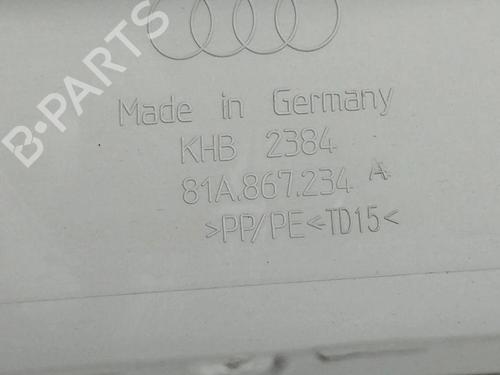 B-PARTS
Made in Germany
KHB 2384
81A.867.234 A
>PP/PE<TD15<